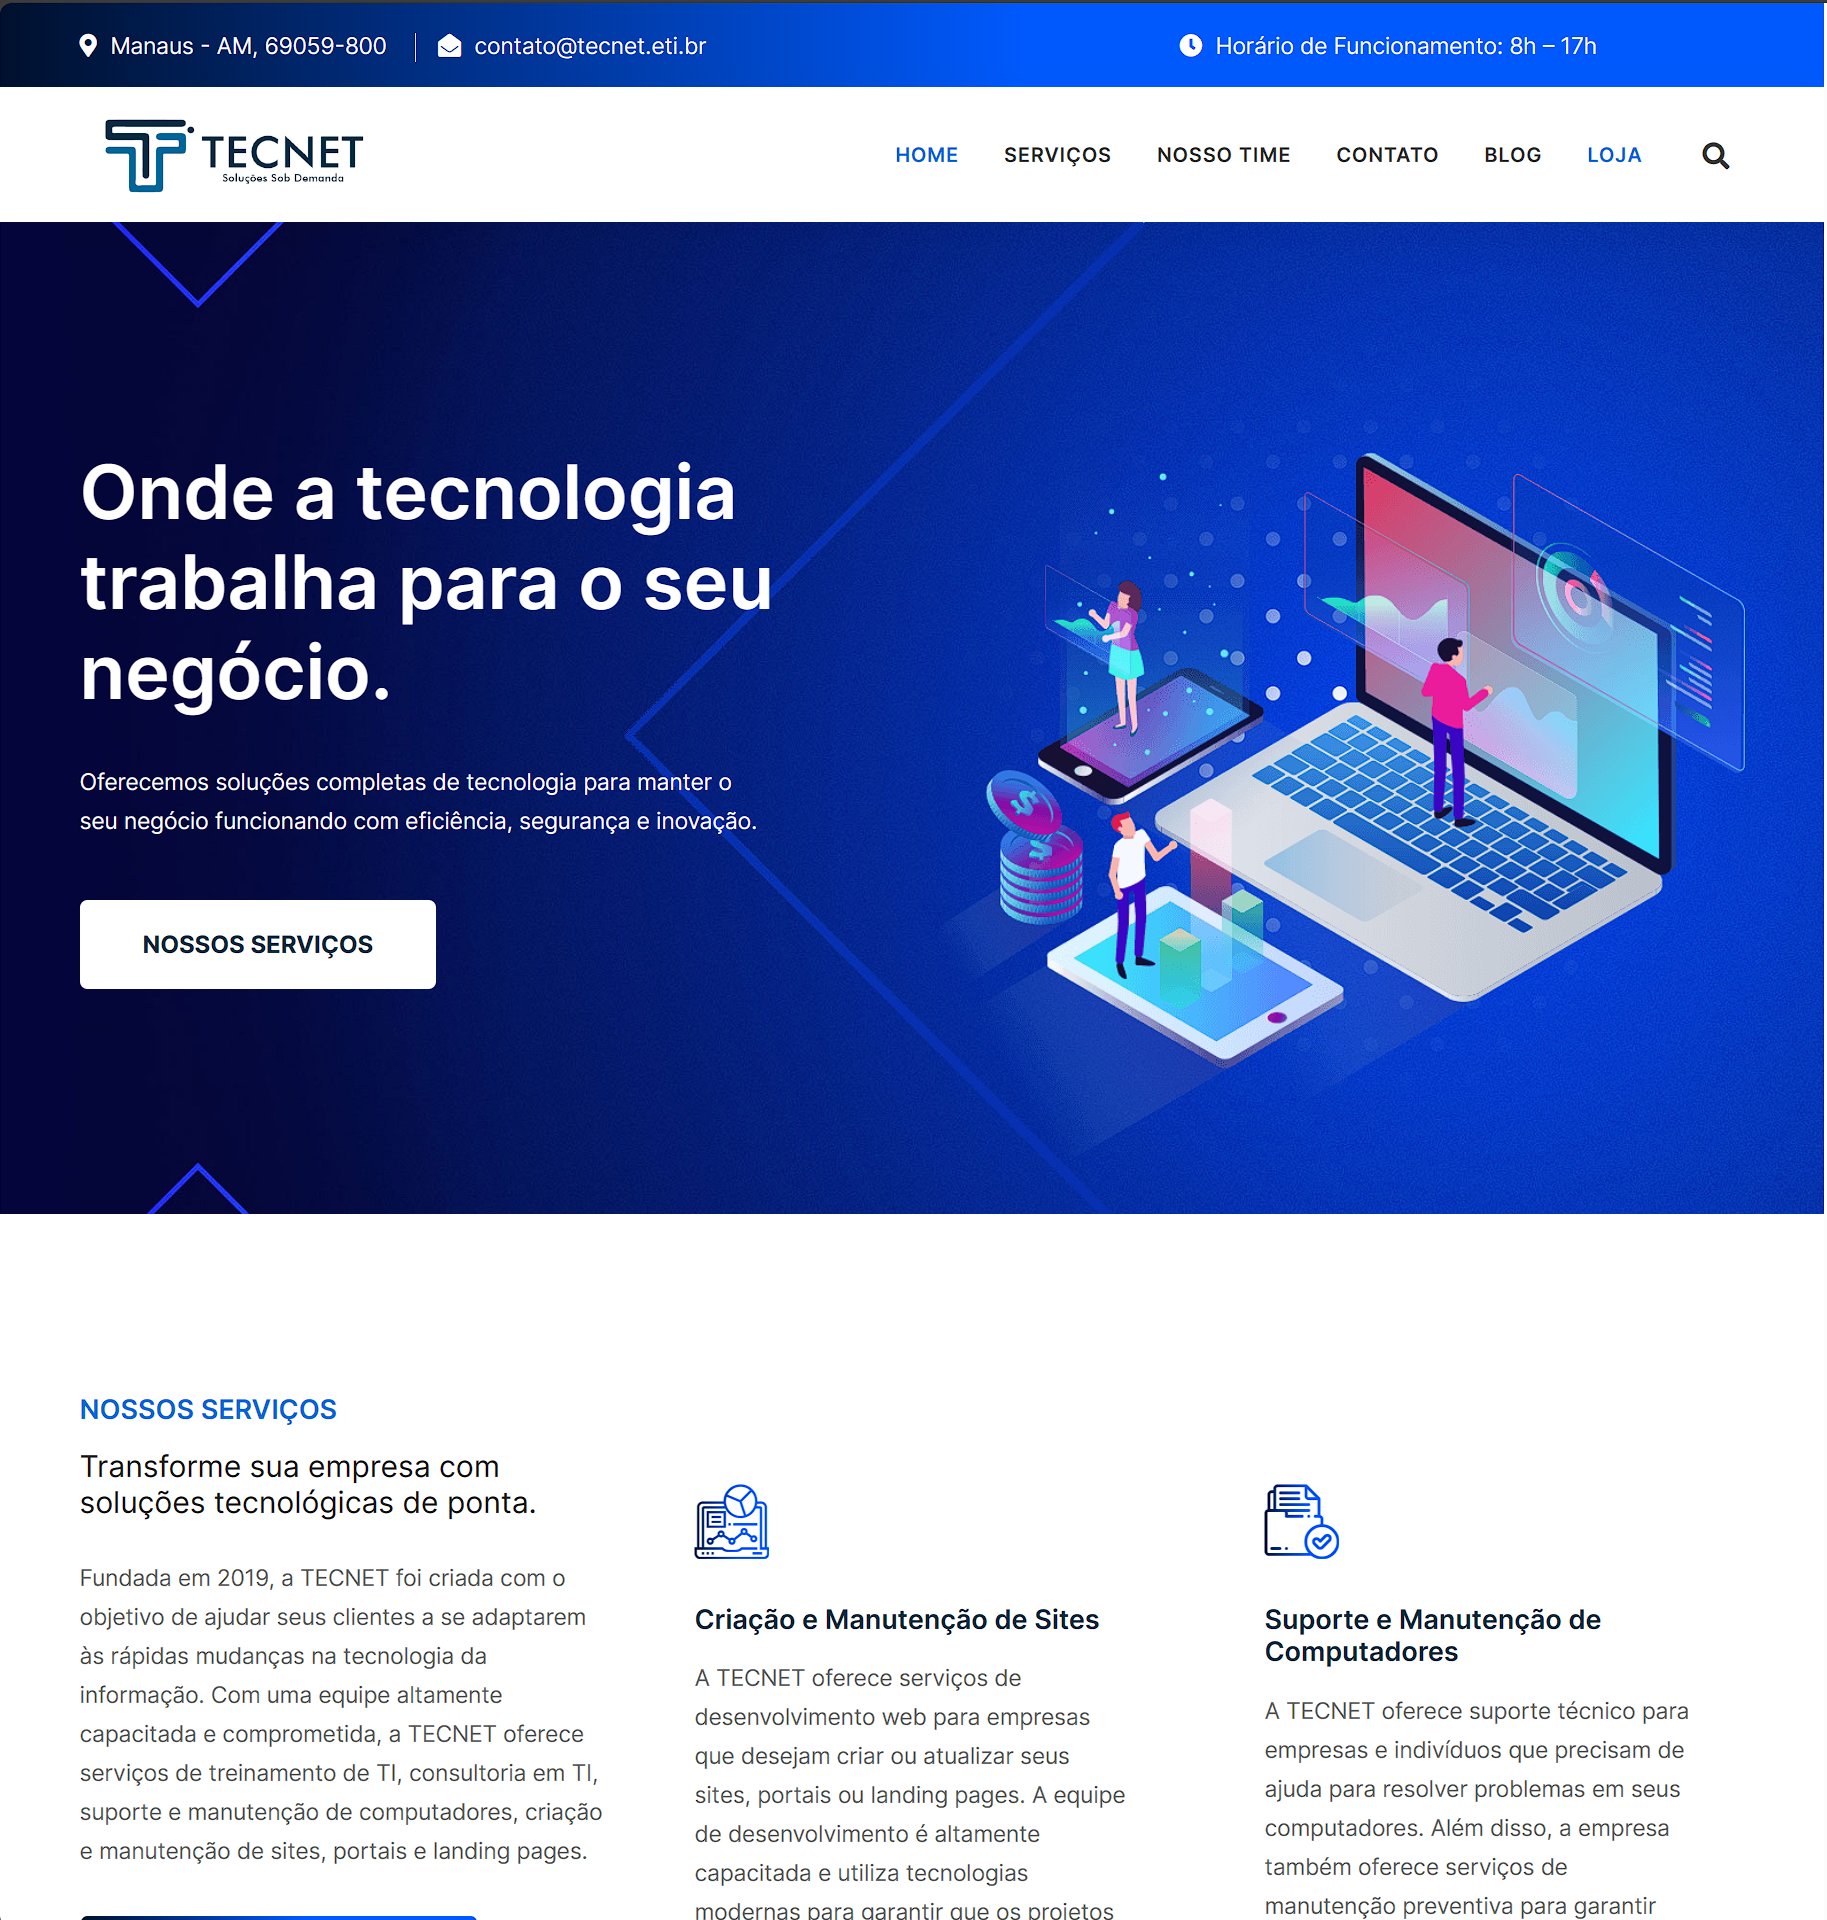 Manaus - AM, 69059-800
contato@tecnet.eti.br
Horário de Funcionamento: 8h – 17h
TECNET
Soluções Sob Demanda
HOME
SERVIÇOS
NOSSO TIME
CONTATO
BLOG
LOJA
Onde a tecnologia
trabalha para o seu
negócio.
Oferecemos soluções completas de tecnologia para manter o
seu negócio funcionando com eficiência, segurança e inovação.
NOSSOS SERVIÇOS
NOSSOS SERVIÇOS
Transforme sua empresa com
soluções tecnológicas de ponta.
Fundada em 2019, a TECNET foi criada com o
objetivo de ajudar seus clientes a se adaptarem
às rápidas mudanças na tecnologia da
informação. Com uma equipe altamente
capacitada e comprometida, a TECNET oferece
serviços de treinamento de TI, consultoria em TI,
suporte e manutenção de computadores, criação
e manutenção de sites, portais e landing pages.
Criação e Manutenção de Sites
A TECNET oferece serviços de
desenvolvimento web para empresas
que desejam criar ou atualizar seus
sites, portais ou landing pages. A equipe
de desenvolvimento é altamente
capacitada e utiliza tecnologias
modernas para garantir que os projetos
Suporte e Manutenção de
Computadores
A TECNET oferece suporte técnico para
empresas e indivíduos que precisam de
ajuda para resolver problemas em seus
computadores. Além disso, a empresa
também oferece serviços de
manutenção preventiva para garantir